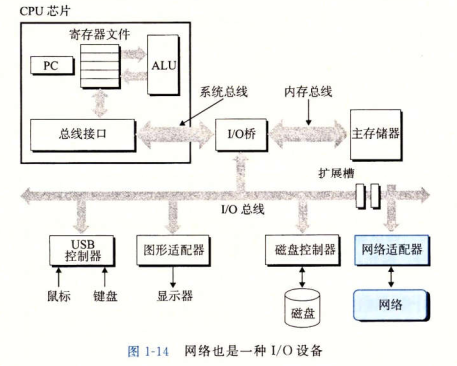 CPU 芯片
寄存器文件
PC
ALU
系统总线
内存总线
总线接口
I/O桥
主存储器
扩展槽
I/O 总线
USB
控制器
图形适配器
磁盘控制器
网络适配器
鼠标
键盘
显示器
磁盘
网络
图 1-14 网络也是一种 I/O 设备